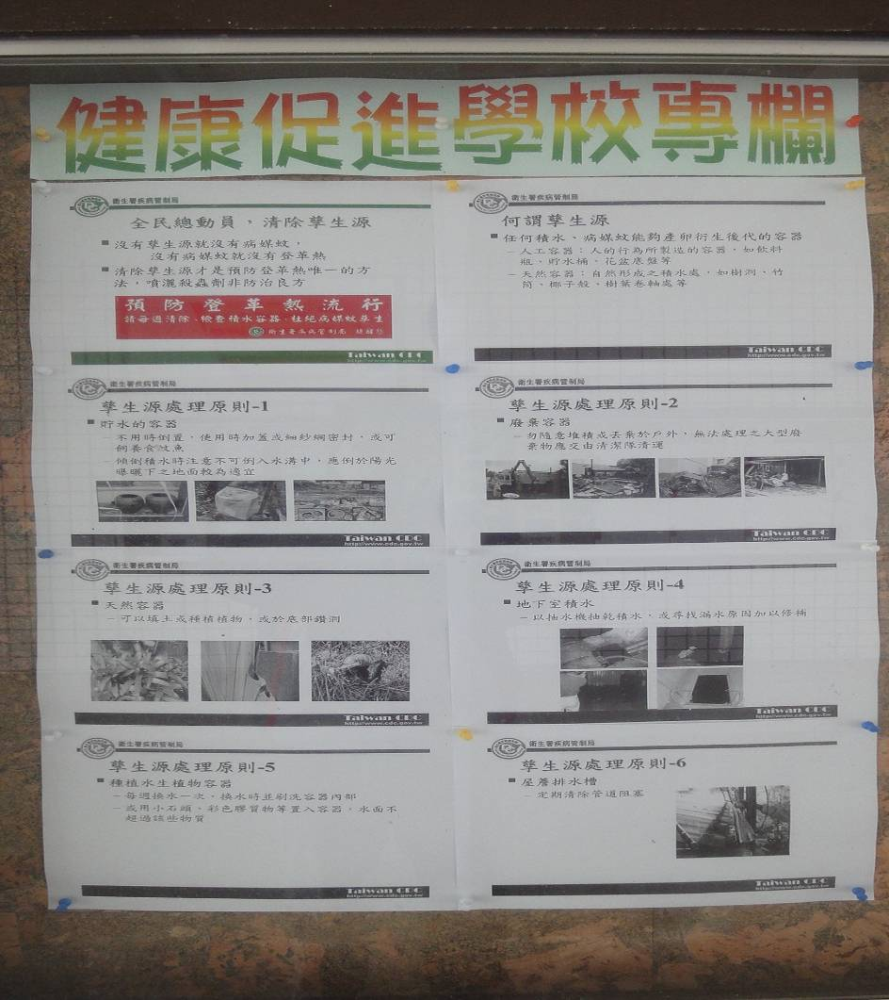 健康促進學校專欄
衛生署疾病管制局
全民總動員，清除孳生源
沒有孳生源就沒有病媒蚊，
沒有病媒蚊就沒有登革熱
清除孳生源才是預防登革熱唯一的方
法，噴灑殺蟲劑非防治良方
預防登革熱流行
請每週清除、檢查積水容器、杜絕病媒蚊孳生
衛生署疾病管制局 提醒您
Taiwan CDC
http://www.cdc.gov.tw
衛生署疾病管制局
何謂孳生源
任何積水、病媒蚊能夠產卵衍生後代的容器
－人工容器：人的行為所製造的容器，如飲料
瓶、貯水桶、花盆底盤等
－天然容器：自然形成之積水處，如樹洞、竹
筒、椰子殼、樹葉卷軸處等
Taiwan CDC
http://www.cdc.gov.tw
衛生署疾病管制局
孳生源處理原則-1
貯水的容器
－不用時倒置，使用時加蓋或細紗網密封，或可
飼養食蚊魚
－傾倒積水時注意不可倒入水溝中，應倒於陽光
曝曬下之地面較為適宜
Taiwan CDC
http://www.cdc.gov.tw
衛生署疾病管制局
孳生源處理原則-2
廢棄容器
－勿隨意堆積或丟棄於戶外，無法處理之大型廢
棄物應交由清潔隊清運
Taiwan CDC
http://www.cdc.gov.tw
衛生署疾病管制局
孳生源處理原則-3
天然容器
－可以填土或種植植物，或於底部鑽洞
Taiwan CDC
http://www.cdc.gov.tw
衛生署疾病管制局
孳生源處理原則-4
地下室積水
－以抽水機抽乾積水，或尋找漏水原因加以修補
Taiwan CDC
http://www.cdc.gov.tw
衛生署疾病管制局
孳生源處理原則-5
種植水生植物容器
－每週換水一次，換水時並刷洗容器內部
－或用小石頭、彩色膠質物等置入容器，水面不
超過該些物質
Taiwan CDC
http://www.cdc.gov.tw
衛生署疾病管制局
孳生源處理原則-6
屋簷排水槽
－定期清除管道阻塞
Taiwan CDC
http://www.cdc.gov.tw